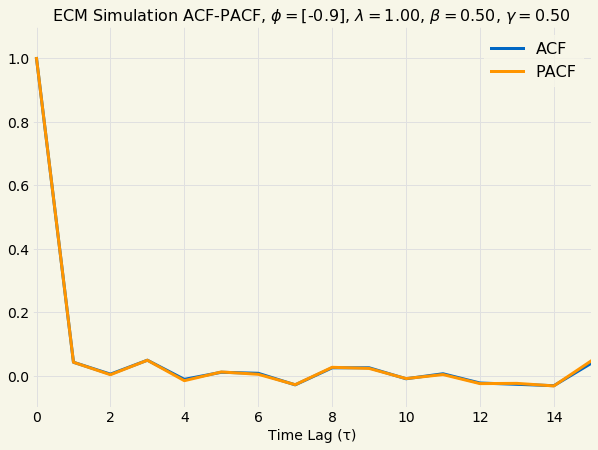 ECM Simulation ACF-PACF, ϕ = [-0.9], λ = 1.00, β = 0.50, γ = 0.50
ACF
PACF
1.0
0.8
0.6
0.4
0.2
0.0
0 2 4 6 8 10 12 14
Time Lag (τ)